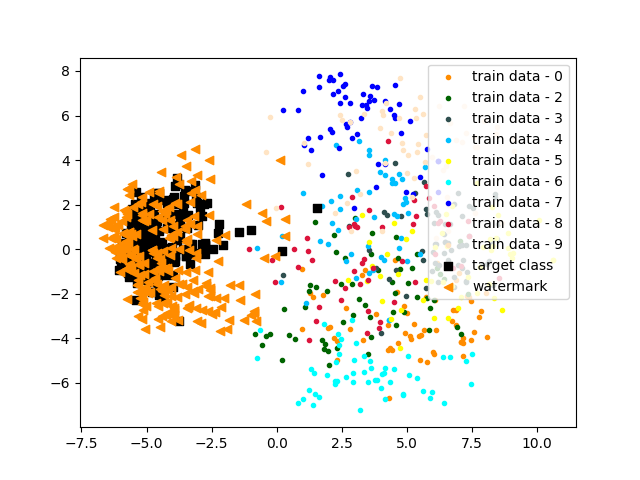 8
6
4
2
0
−2
−4
−6
−7.5
−5.0
−2.5
0.0
2.5
5.0
7.5
10.0
train data - 0
train data - 2
train data - 3
train data - 4
train data - 5
train data - 6
train data - 7
train data - 8
train data - 9
target class
watermark